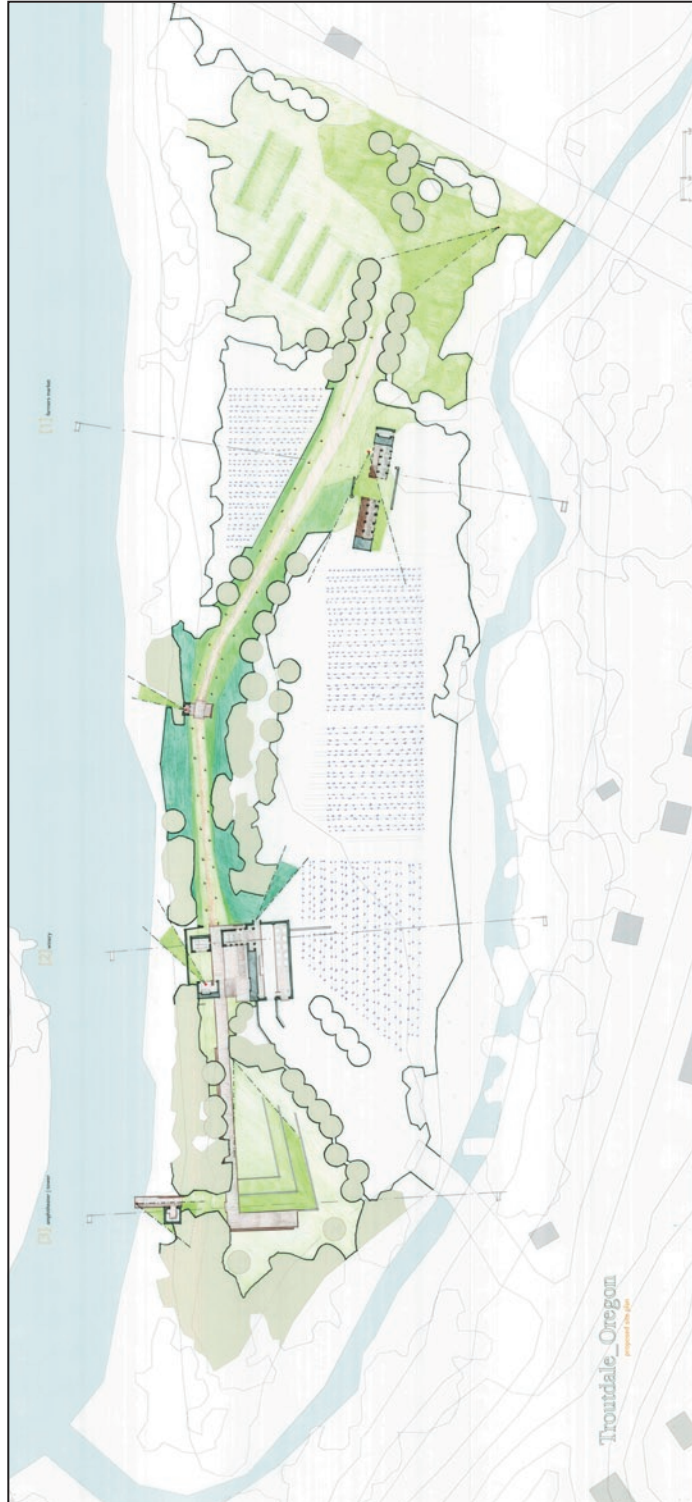 [1] farmers market
[2] winery
[3] amphitheater | tower
Troutdale_Oregon
proposed site plan